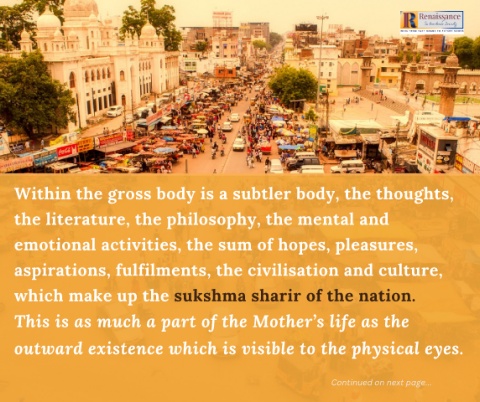 Renaissance
Within the gross body is a subtler body, the thoughts,
the literature, the philosophy, the mental and
emotional activities, the sum of hopes, pleasures,
aspirations, fulfilments, the civilisation and culture,
which make up the sukshma sharir of the nation.
This is as much a part of the Mother's life as the
outward existence which is visible to the physical eyes.
Continued on next page...